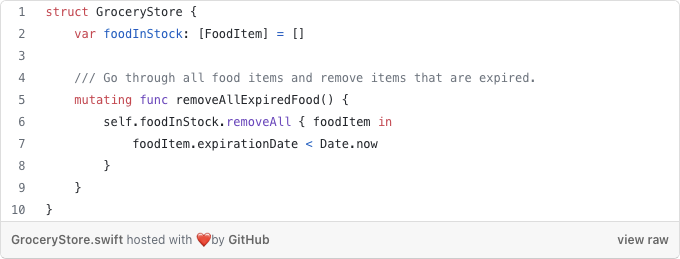 1 struct GroceryStore {
2     var foodInStock: [FoodItem] = []
3
4     /// Go through all food items and remove items that are expired.
5     mutating func removeAllExpiredFood() {
6         self.foodInStock.removeAll { foodItem in
7             foodItem.expirationDate < Date.now
8         }
9     }
10 }
GroceryStore.swift hosted with ❤️by GitHub view raw